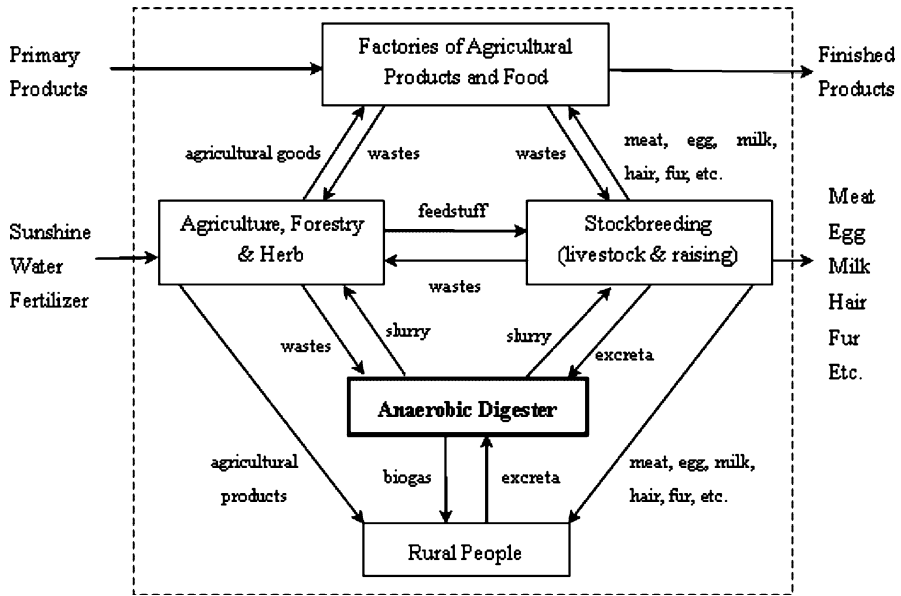 Primary
Products
Factories of Agricultural
Products and Food
Finished
Products
agricultural goods
wastes
wastes
meat, egg, milk,
hair, fur, etc.
Sunshine
Water
Fertilizer
Agriculture, Forestry
& Herb
feedstuff
wastes
Stockbreeding
(livestock & raising)
Meat
Egg
Milk
Hair
Fur
Etc.
wastes
slurry
slurry
excreta
Anaerobic Digester
agricultural
products
biogas
excreta
meat, egg, milk,
hair, fur, etc.
Rural People